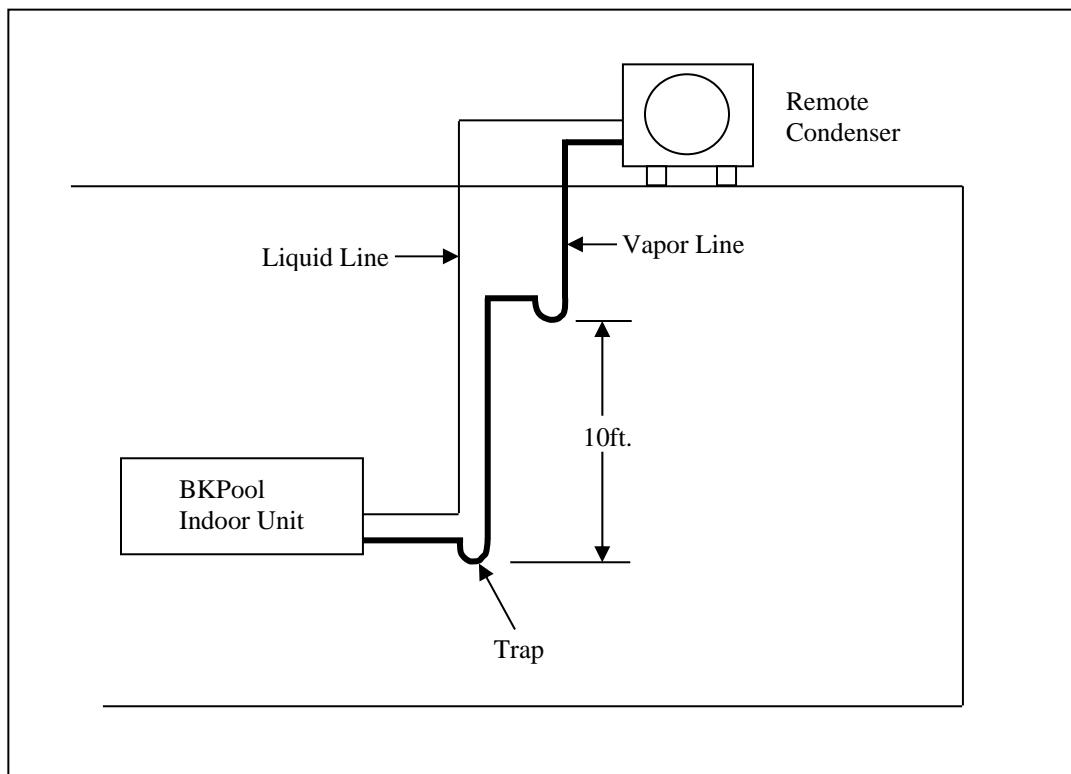 Remote
Condenser
Liquid Line
Vapor Line
10ft.
BKPool
Indoor Unit
Trap